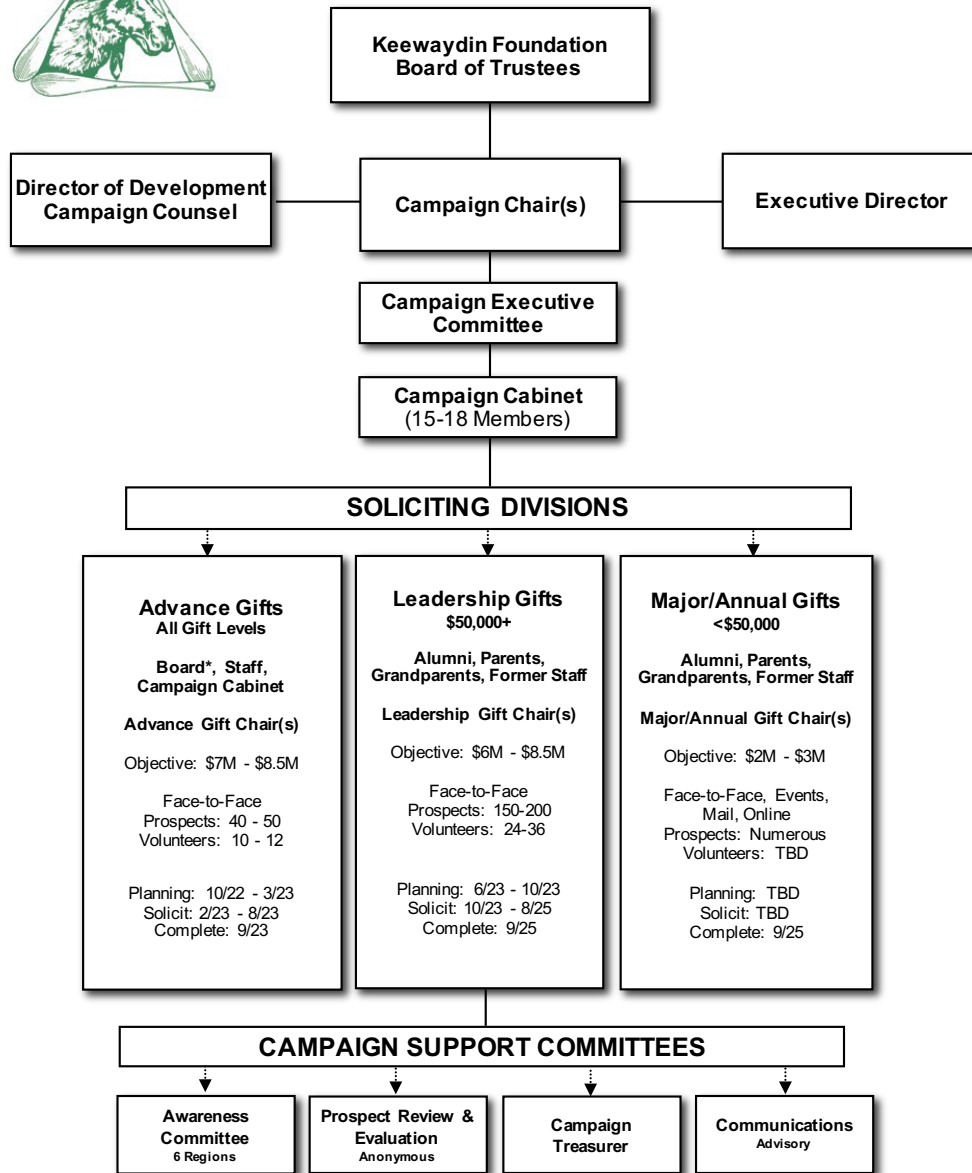 Keewaydin Foundation
Board of Trustees
Director of Development
Campaign Counsel
Campaign Chair(s)
Executive Director
Campaign Executive
Committee
Campaign Cabinet
(15-18 Members)
SOLICITING DIVISIONS
Advance Gifts
All Gift Levels
Board*, Staff,
Campaign Cabinet
Advance Gift Chair(s)
Objective: $7M - $8.5M
Face-to-Face
Prospects: 40 - 50
Volunteers: 10 - 12
Planning: 10/22 - 3/23
Solicit: 2/23 - 8/23
Complete: 9/23
Leadership Gifts
$50,000+
Alumni, Parents,
Grandparents, Former Staff
Leadership Gift Chair(s)
Objective: $6M - $8.5M
Face-to-Face
Prospects: 150-200
Volunteers: 24-36
Planning: 6/23 - 10/23
Solicit: 10/23 - 8/25
Complete: 9/25
Major/Annual Gifts
<$50,000
Alumni, Parents,
Grandparents, Former Staff
Major/Annual Gift Chair(s)
Objective: $2M - $3M
Face-to-Face, Events,
Mail, Online
Prospects: Numerous
Volunteers: TBD
Planning: TBD
Solicit: TBD
Complete: 9/25
CAMPAIGN SUPPORT COMMITTEES
Awareness
Committee
6 Regions
Prospect Review &
Evaluation
Anonymous
Campaign
Treasurer
Communications
Advisory